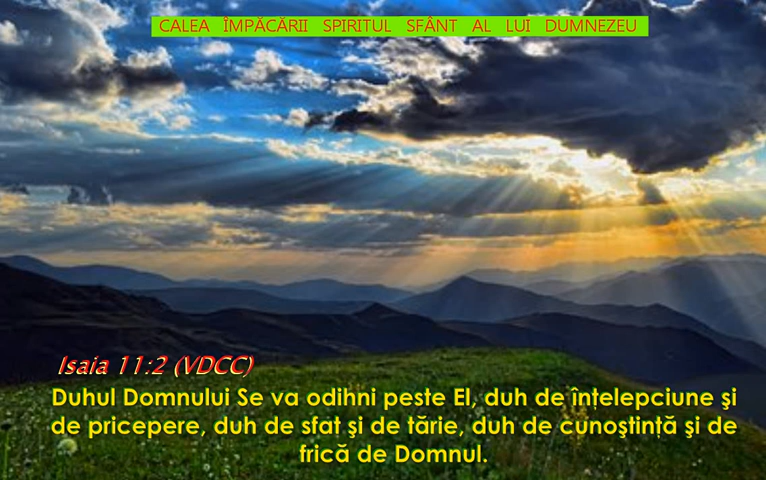 CALEA ÎMPĂCĂRII SPIRITUL SFÂNT AL LUI DUMNEZEU
Isaia 11:2 (VDCC)
Duhul Domnului Se va odihni peste El, duh de înţelepciune şi
de pricepere, duh de sfat şi de tărie, duh de cunoştinţă şi de
frică de Domnul.